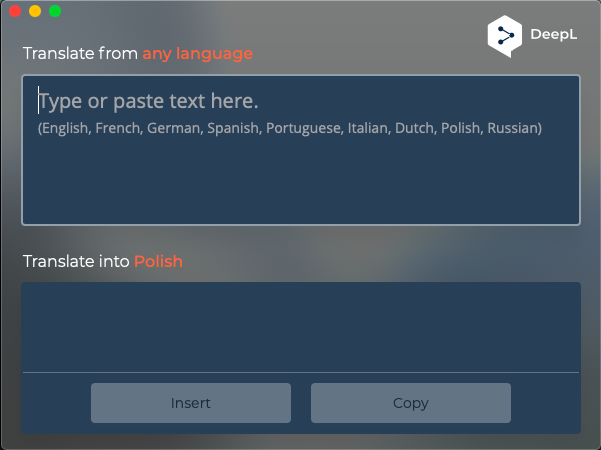 DeepL
Translate from any language
Type or paste text here.
(English, French, German, Spanish, Portuguese, Italian, Dutch, Polish, Russian)
Translate into Polish
Insert
Copy